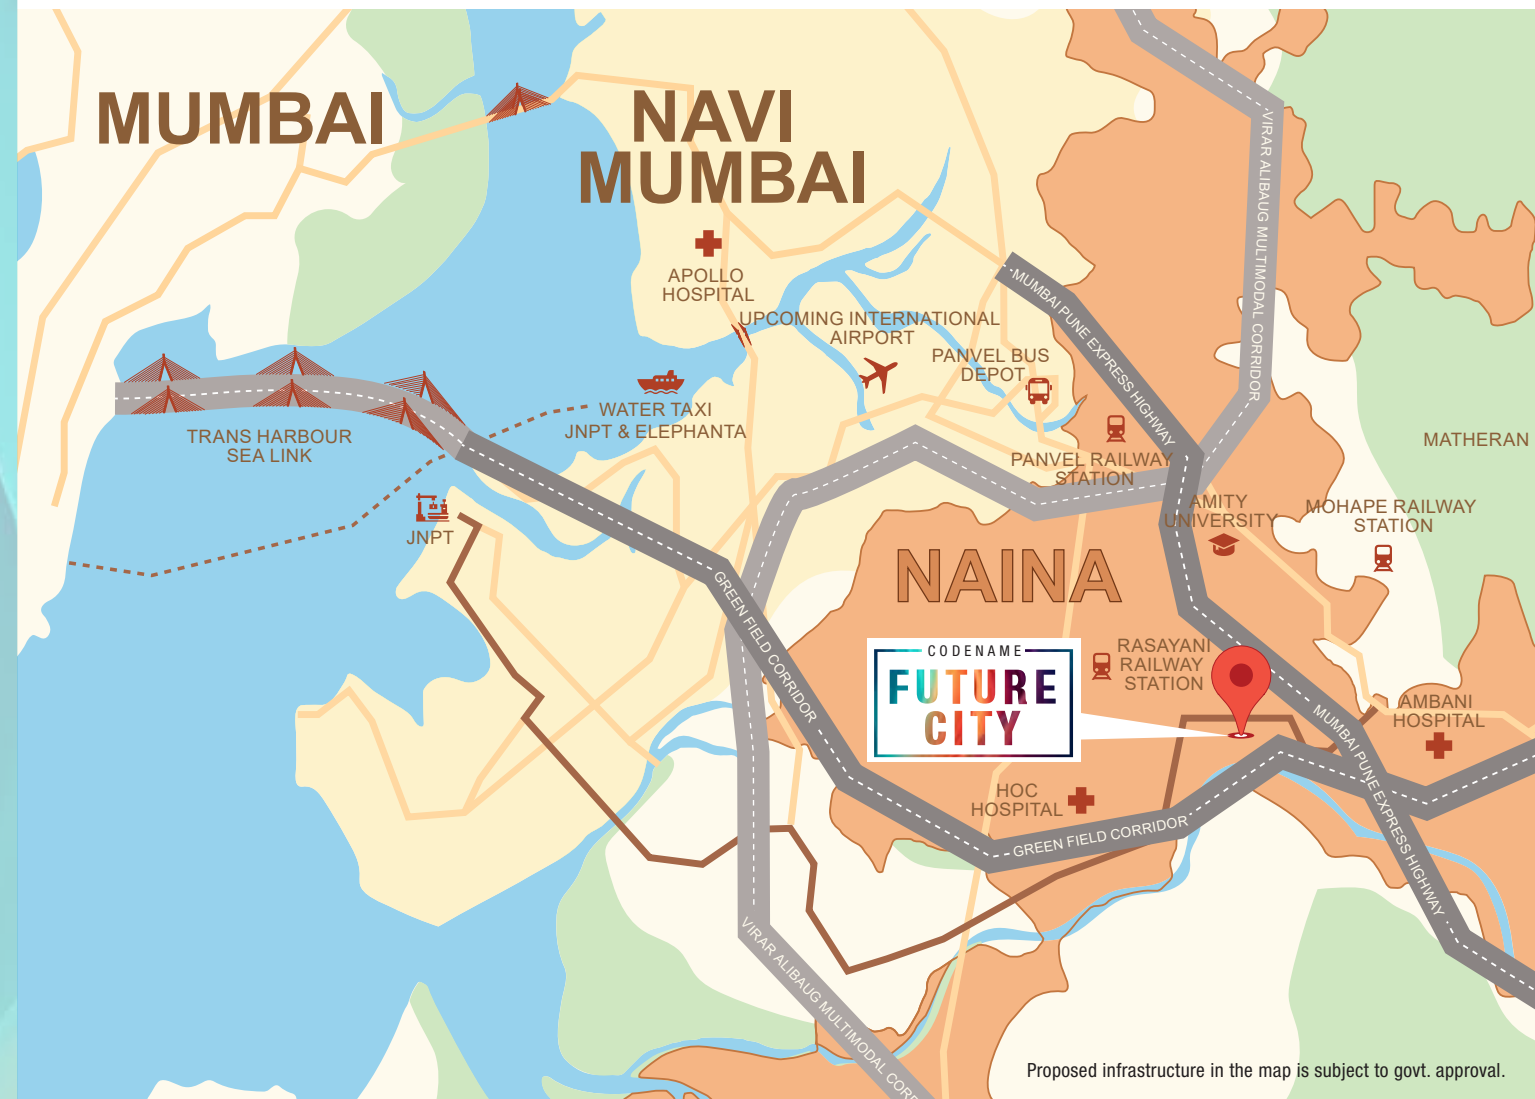 MUMBAI
NAVI
MUMBAI
APOLLO
HOSPITAL
UPCOMING INTERNATIONAL
AIRPORT
PANVEL BUS
DEPOT
MUMBAI PUNE EXPRESS HIGHWAY
VIRAR ALIBAUG MULTIMODAL CORRIDOR
WATER TAXI
JNPT & ELEPHANTA
TRANS HARBOUR
SEA LINK
MATHERAN
PANVEL RAILWAY
STATION
JNPT
AMITY
UNIVERSITY
MOHAPE RAILWAY
STATION
NAINA
GREEN FIELD CORRIDOR
CODENAME
FUTURE
CITY
RASAYANI
RAILWAY
STATION
AMBANI
HOSPITAL
MUMBAI PUNE EXPRESS HIGHWAY
HOC
HOSPITAL
GREEN FIELD CORRIDOR
VIRAR ALIBAUG MULTIMODAL CORR
Proposed infrastructure in the map is subject to govt. approval.